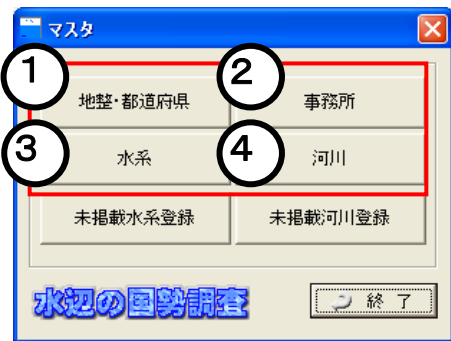 マスタ
① ②
地整・都道府県 事務所
③ ④
水系 河川
未掲載水系登録 未掲載河川登録
水辺の国勢調査 終 了